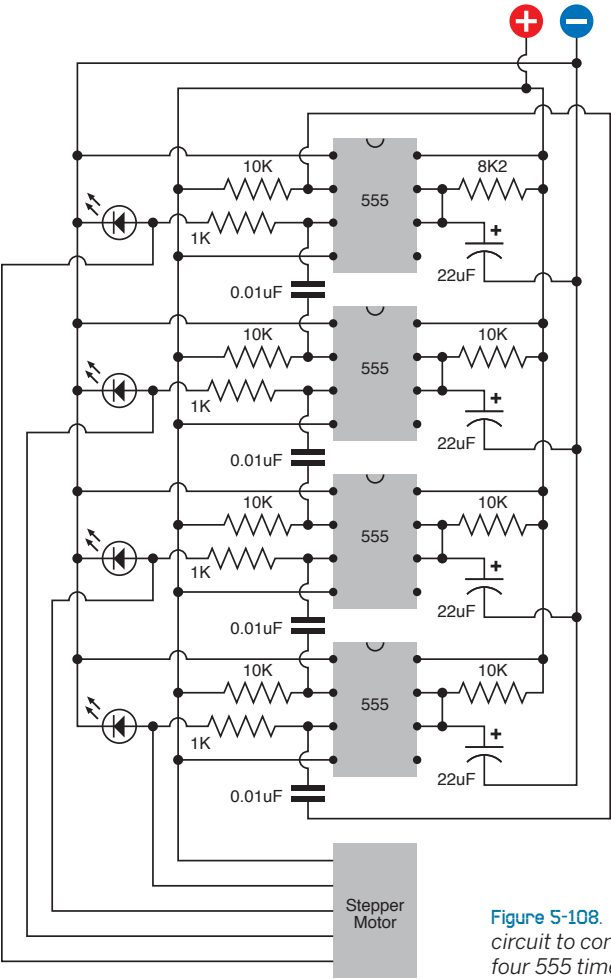 + −
10K
8K2
555
1K
+
22uF
0.01uF
10K
10K
555
1K
+
22uF
0.01uF
10K
10K
555
1K
+
22uF
0.01uF
10K
10K
555
1K
+
22uF
0.01uF
Stepper
Motor
Figure 5-108.
circuit to con
four 555 tim